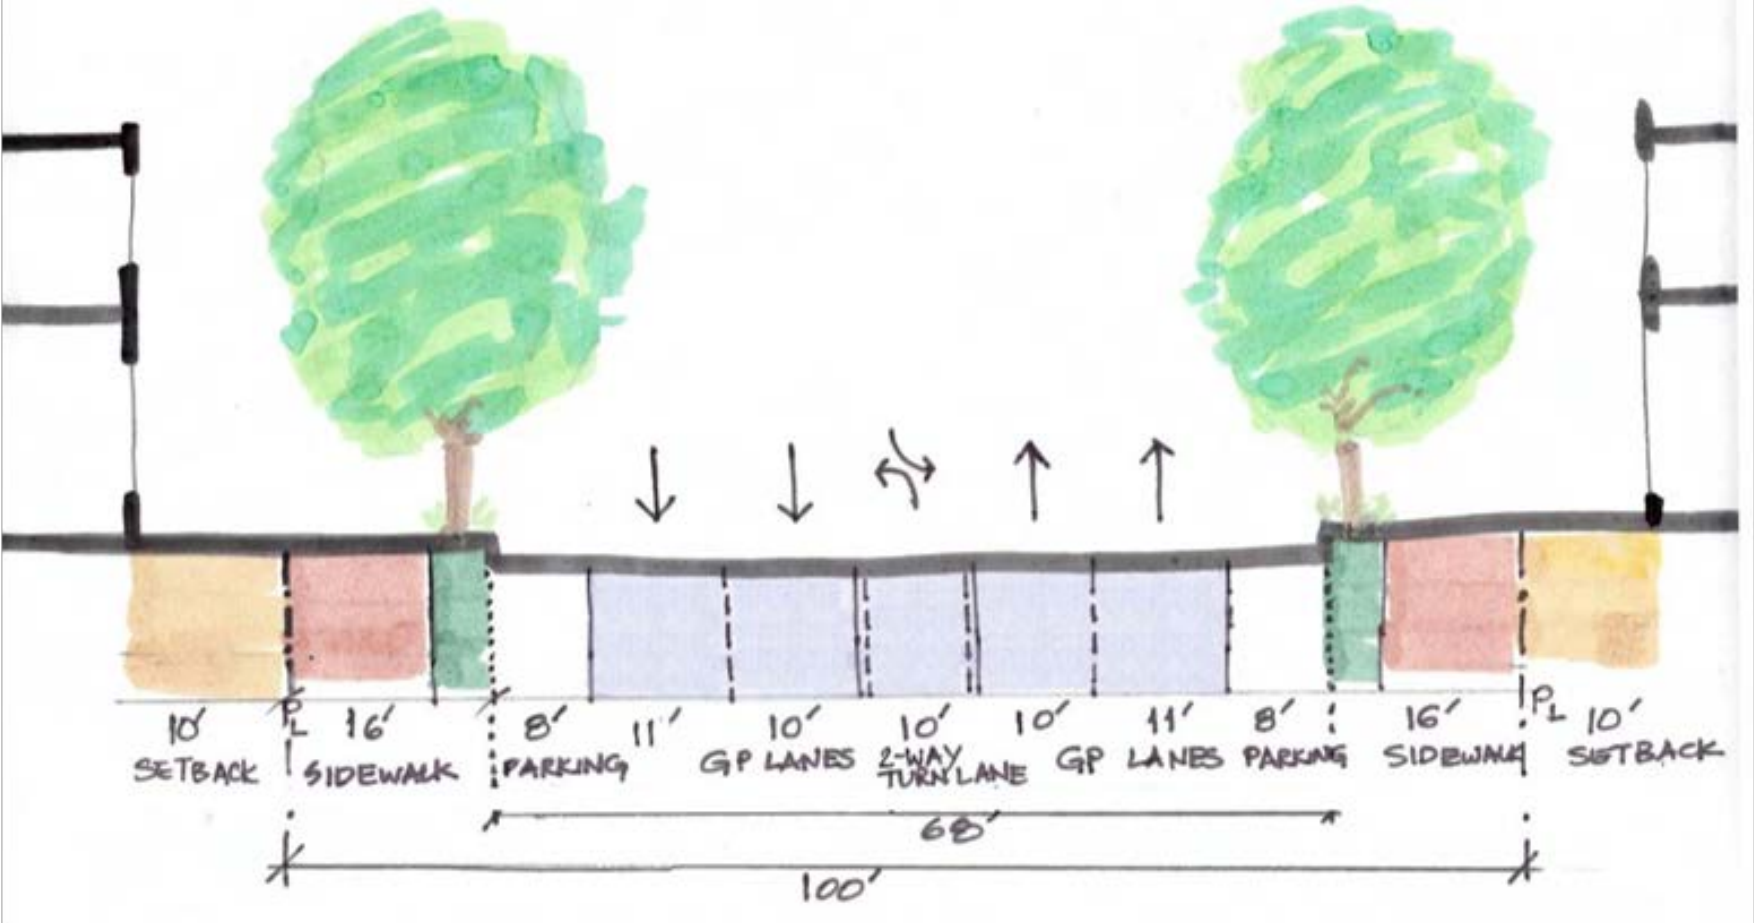 10' PL 16' 8' 11' 10' 10' 10' 11' 8' 16' PL 10'
SETBACK SIDEWALK PARKING GP LANES 2-WAY TURN LANE GP LANES PARKING SIDEWALK SETBACK
68'
100'